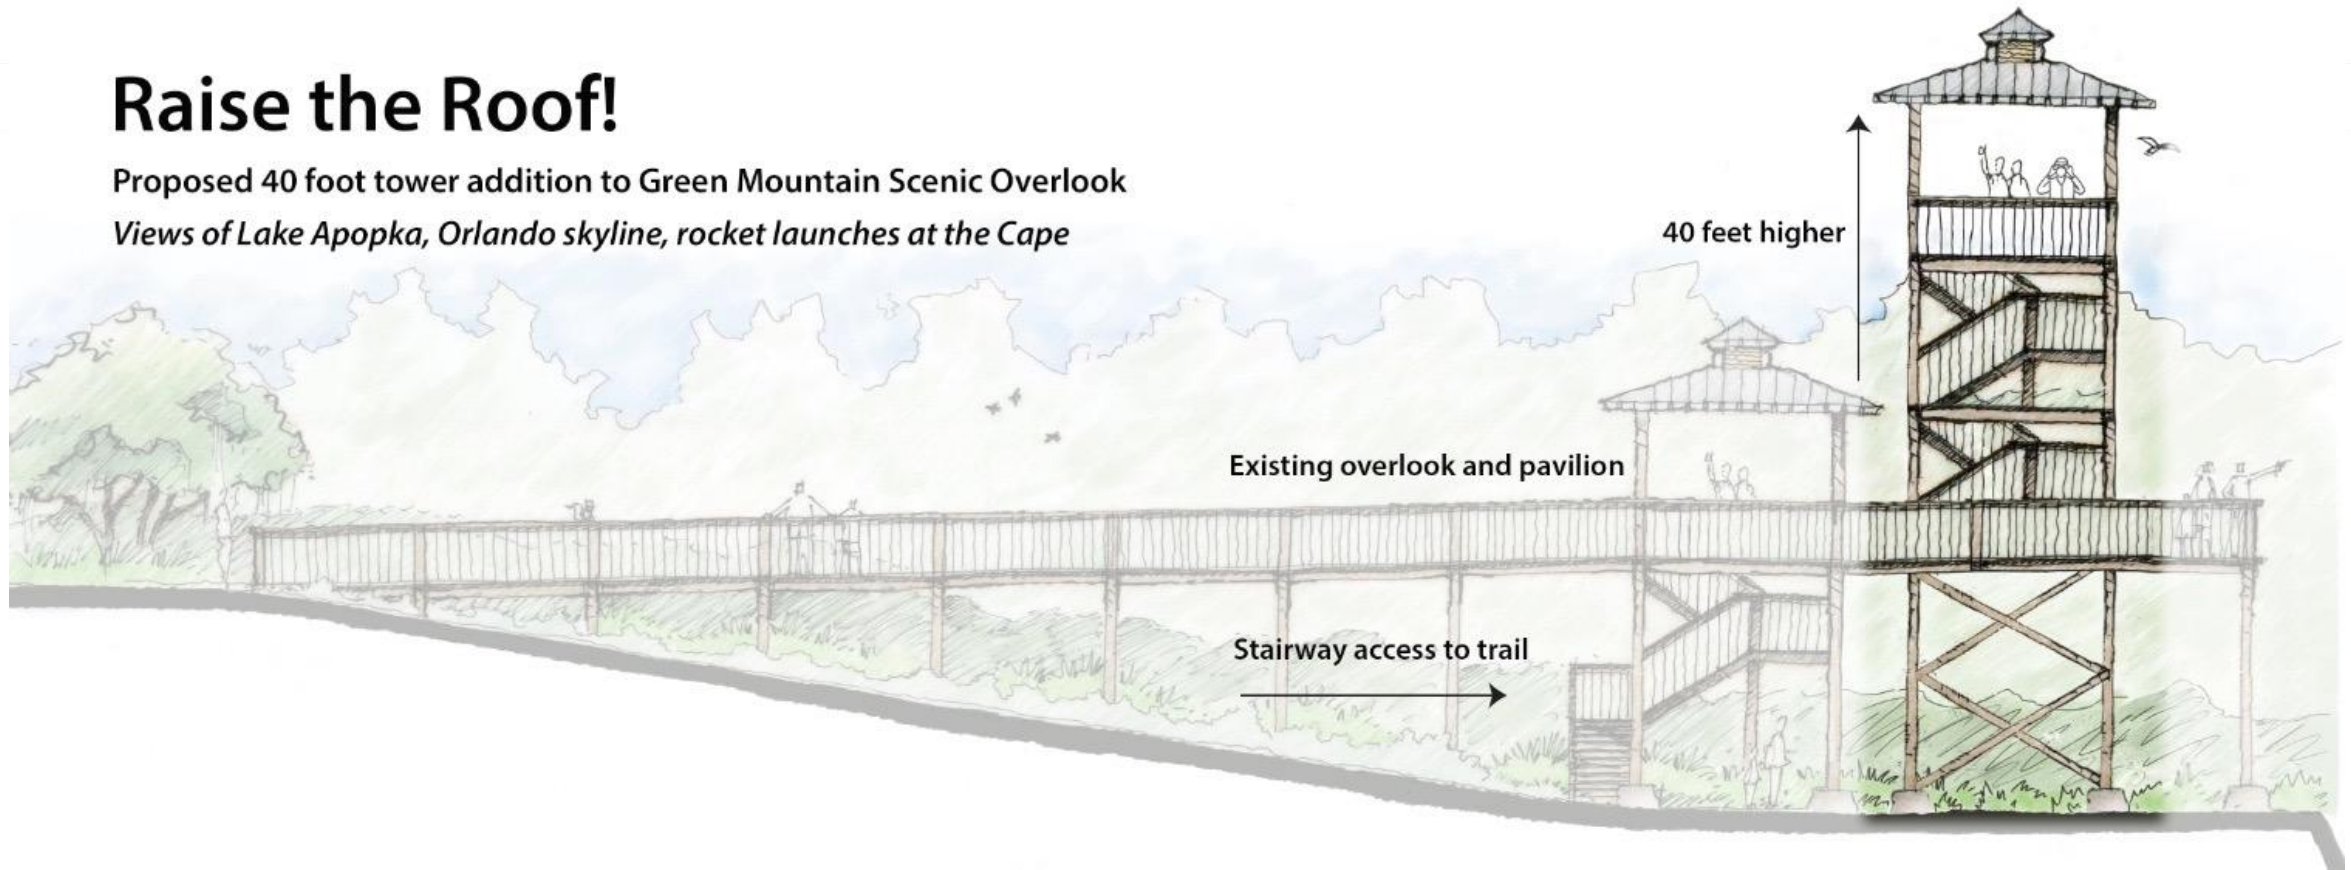 Raise the Roof!
Proposed 40 foot tower addition to Green Mountain Scenic Overlook
Views of Lake Apopka, Orlando skyline, rocket launches at the Cape
40 feet higher
Existing overlook and pavilion
Stairway access to trail